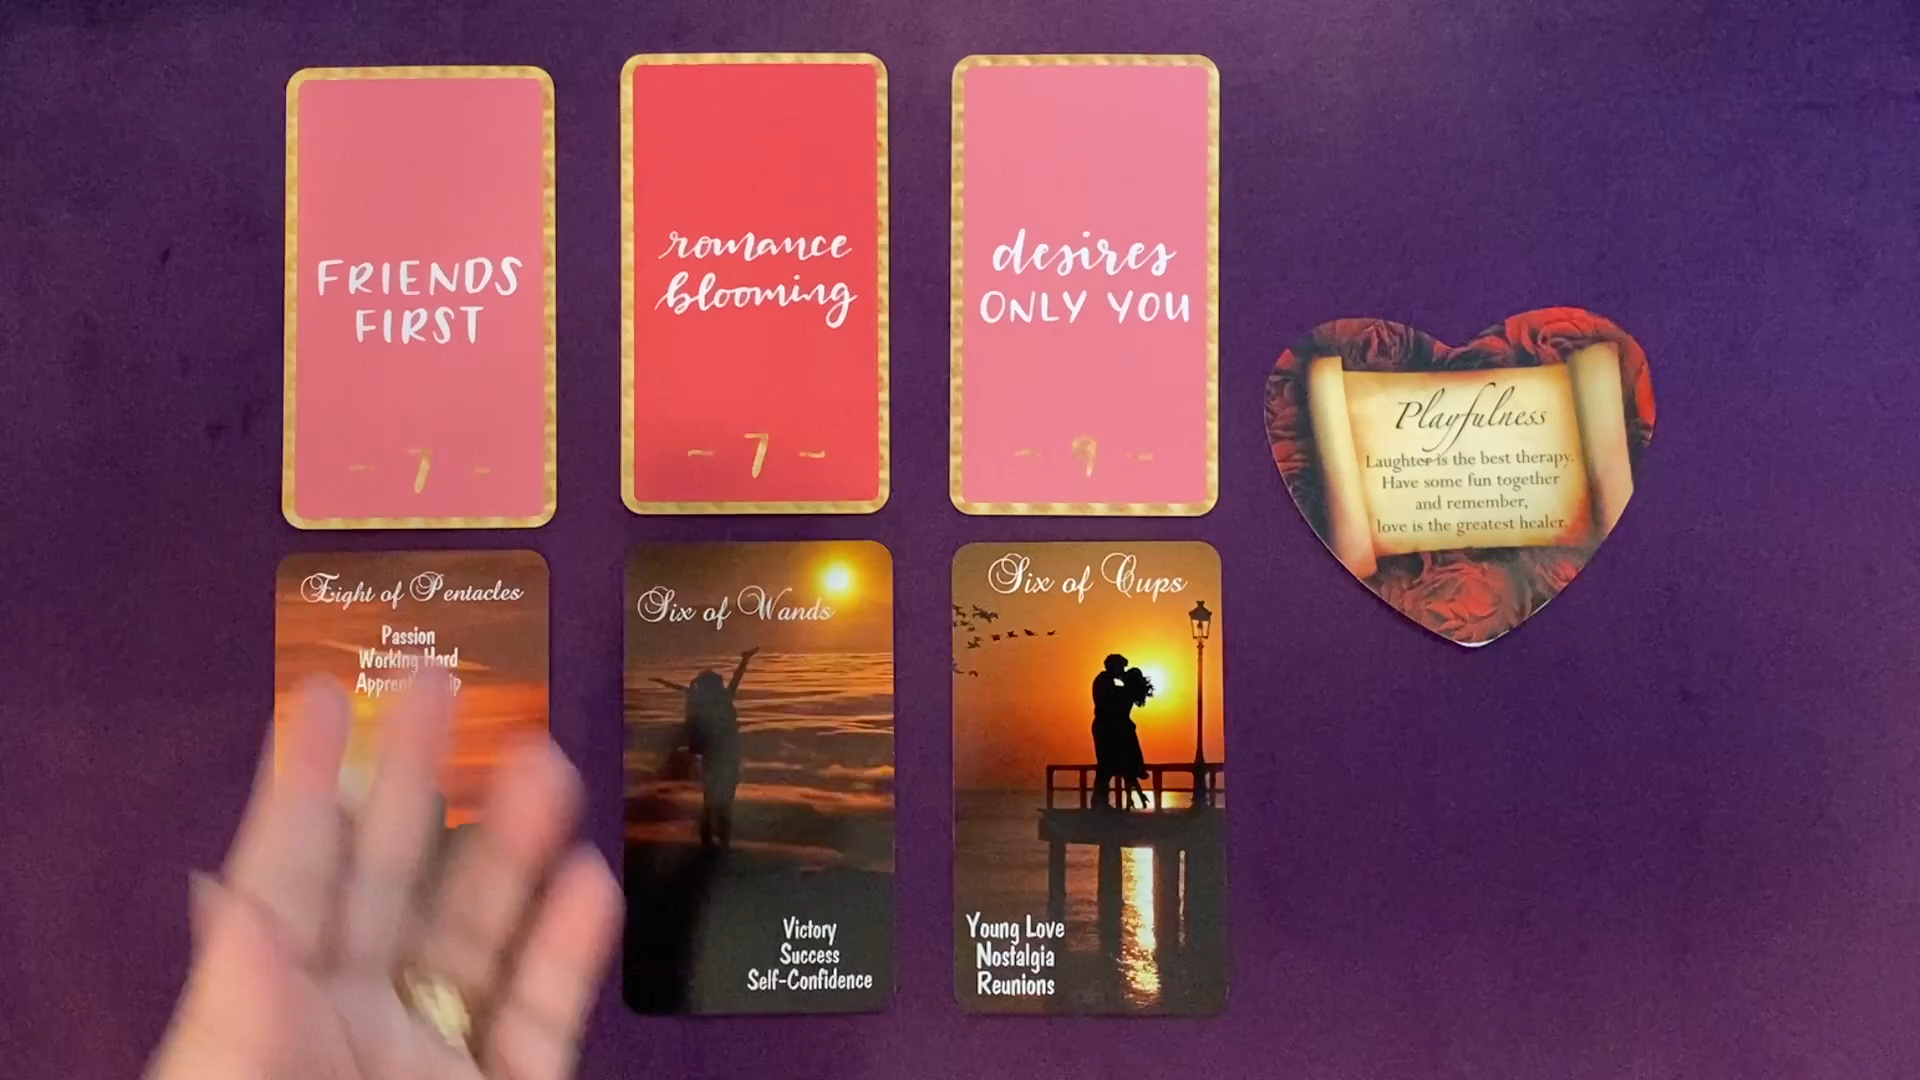 FRIENDS
FIRST
~ 7 ~
romance
blooming
~ 7 ~
desires
ONLY YOU
~ 9 ~
Playfulness
Laughter is the best therapy.
Have some fun together
and remember,
love is the greatest healer.
Eight of Pentacles
Passion
Working Hard
Six of Wands
Victory
Success
Self-Confidence
Six of Cups
Young Love
Nostalgia
Reunions